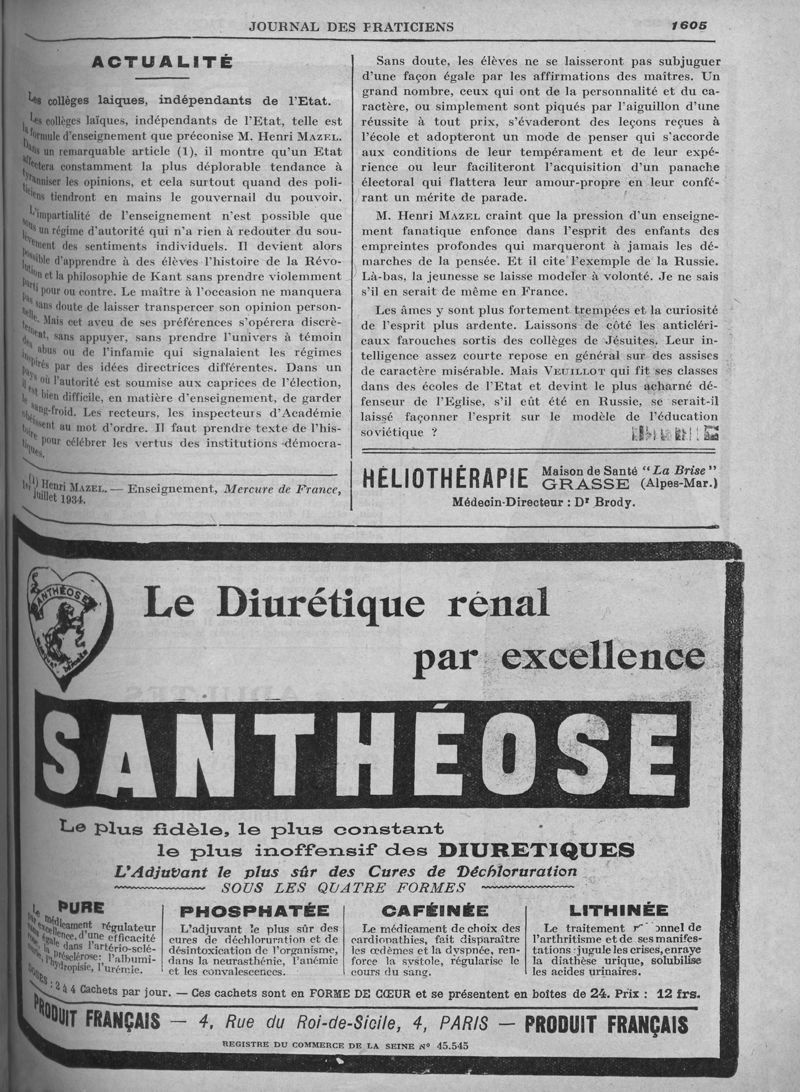 JOURNAL DES PRATICIENS 1605
ACTUALITÉ
Les collèges laiques, indépendants de l'Etat.
Les collèges laïques, indépendants de l'Etat, telle est
la formule d'enseignement que préconise M. Henri MAZEL.
Dans un remarquable article (1), il montre qu'un Etat
affectera constamment la plus déplorable tendance à
tyranniser les opinions, et cela surtout quand des poli-
ticiens tiendront en mains le gouvernail du pouvoir.
L'impartialité de l'enseignement n'est possible que
sous un régime d'autorité qui n'a rien à redouter du sou-
lèvement des sentiments individuels. Il devient alors
possible d'apprendre à des élèves l'histoire de la Révo-
lution et la philosophie de Kant sans prendre violemment
parti pour ou contre. Le maître à l'occasion ne manquera
pas sans doute de laisser transpercer son opinion person-
nelle. Mais cet aveu de ses préférences s'opérera discrè-
tement, sans appuyer, sans prendre l'univers à témoin
des abus ou de l'infamie qui signalaient les régimes
inspirés par des idées directrices différentes. Dans un
pays où l'autorité est soumise aux caprices de l'élection,
il est bien difficile, en matière d'enseignement, de garder
le sang-froid. Les recteurs, les inspecteurs d'Académie
obéissent au mot d'ordre. Il faut prendre texte de l'his-
toire pour célébrer les vertus des institutions démocra-
tiques.
(1) Henri MAZEL. — Enseignement, Mercure de France,
1er juillet 1934.
Sans doute, les élèves ne se laisseront pas subjuguer
d'une façon égale par les affirmations des maîtres. Un
grand nombre, ceux qui ont de la personnalité et du ca-
ractère, ou simplement sont piqués par l'aiguillon d'une
réussite à tout prix, s'évaderont des leçons reçues à
l'école et adopteront un mode de penser qui s'accorde
aux conditions de leur tempérament et de leur expé-
rience ou leur faciliteront l'acquisition d'un panache
électoral qui flattera leur amour-propre en leur confé-
rant un mérite de parade.
M. Henri MAZEL craint que la pression d'un enseigne-
ment fanatique enfonce dans l'esprit des enfants des
empreintes profondes qui marqueront à jamais les dé-
marches de la pensée. Et il cite l'exemple de la Russie.
Là-bas, la jeunesse se laisse modeler à volonté. Je ne sais
s'il en serait de même en France.
Les âmes y sont plus fortement trempées et la curiosité
de l'esprit plus ardente. Laissons de côté les anticléri-
caux farouches sortis des collèges de Jésuites. Leur in-
telligence assez courte repose en général sur des assises
de caractère misérable. Mais VEUILLOT qui fit ses classes
dans des écoles de l'Etat et devint le plus acharné dé-
fenseur de l'Eglise, s'il eût été en Russie, se serait-il
laissé façonner l'esprit sur le modèle de l'éducation
soviétique ?
HÉLIOTHÉRAPIE Maison de Santé "La Brise"
GRASSE (Alpes-Mar.)
Médecin-Directeur : Dr Brody.
SANTHÉOSE
Le Diurétique rénal
par excellence
SANTHÉOSE
Le plus fidèle, le plus constant
le plus inoffensif des DIURETIQUES
L'Adjuvant le plus sûr des Cures de Déchloruration
SOUS LES QUATRE FORMES
PURE
Le médicament régulateur
par excellence, d'une efficacité
sans égale dans l'artério-sclé-
rose, la présclérose; l'albumi-
nurie, l'hydropisie, l'urémie.
PHOSPHATÉE
L'adjuvant le plus sûr des
cures de déchloruration et de
désintoxication de l'organisme,
dans la neurasthénie, l'anémie
et les convalescences.
CAFÉINÉE
Le médicament de choix des
cardiopathies, fait disparaître
les œdèmes et la dyspnée, ren-
force la systole, régularise le
cours du sang.
LITHINÉE
Le traitement r onnel de
l'arthritisme et de ses manifes-
tations; jugule les crises, enraye
la diathèse urique, solubilise
les acides urinaires.
DOSES : 2 à 4 Cachets par jour. — Ces cachets sont en FORME DE CŒUR et se présentent en boîtes de 24. Prix : 12 frs.
PRODUIT FRANÇAIS — 4, Rue du Roi-de-Sicile, 4, PARIS — PRODUIT FRANÇAIS
REGISTRE DU COMMERCE DE LA SEINE N° 45.545